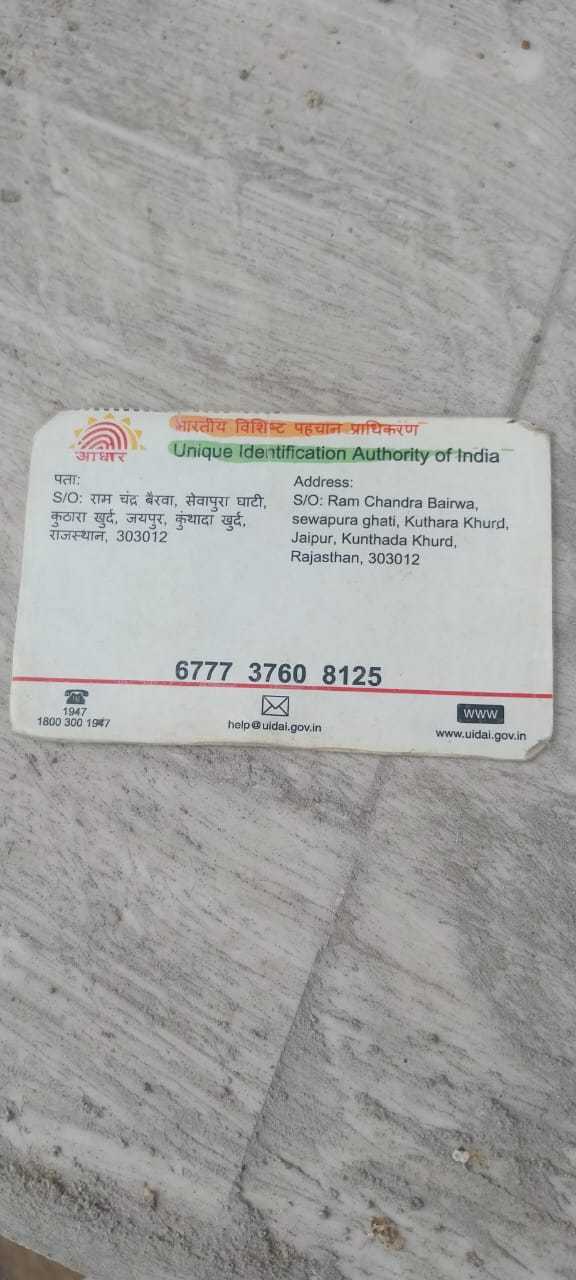 आधार
भारतीय विशिष्ट पहचान प्राधिकरण
Unique Identification Authority of India
पता:
S/O: राम चंद्र बैरवा, सेवापुरा घाटी,
कुठारा खुर्द, जयपुर, कुंथादा खुर्द,
राजस्थान, 303012
Address:
S/O: Ram Chandra Bairwa,
sewapura ghati, Kuthara Khurd,
Jaipur, Kunthada Khurd,
Rajasthan, 303012
6777 3760 8125
1947
1800 300 1947
help@uidai.gov.in
www
www.uidai.gov.in